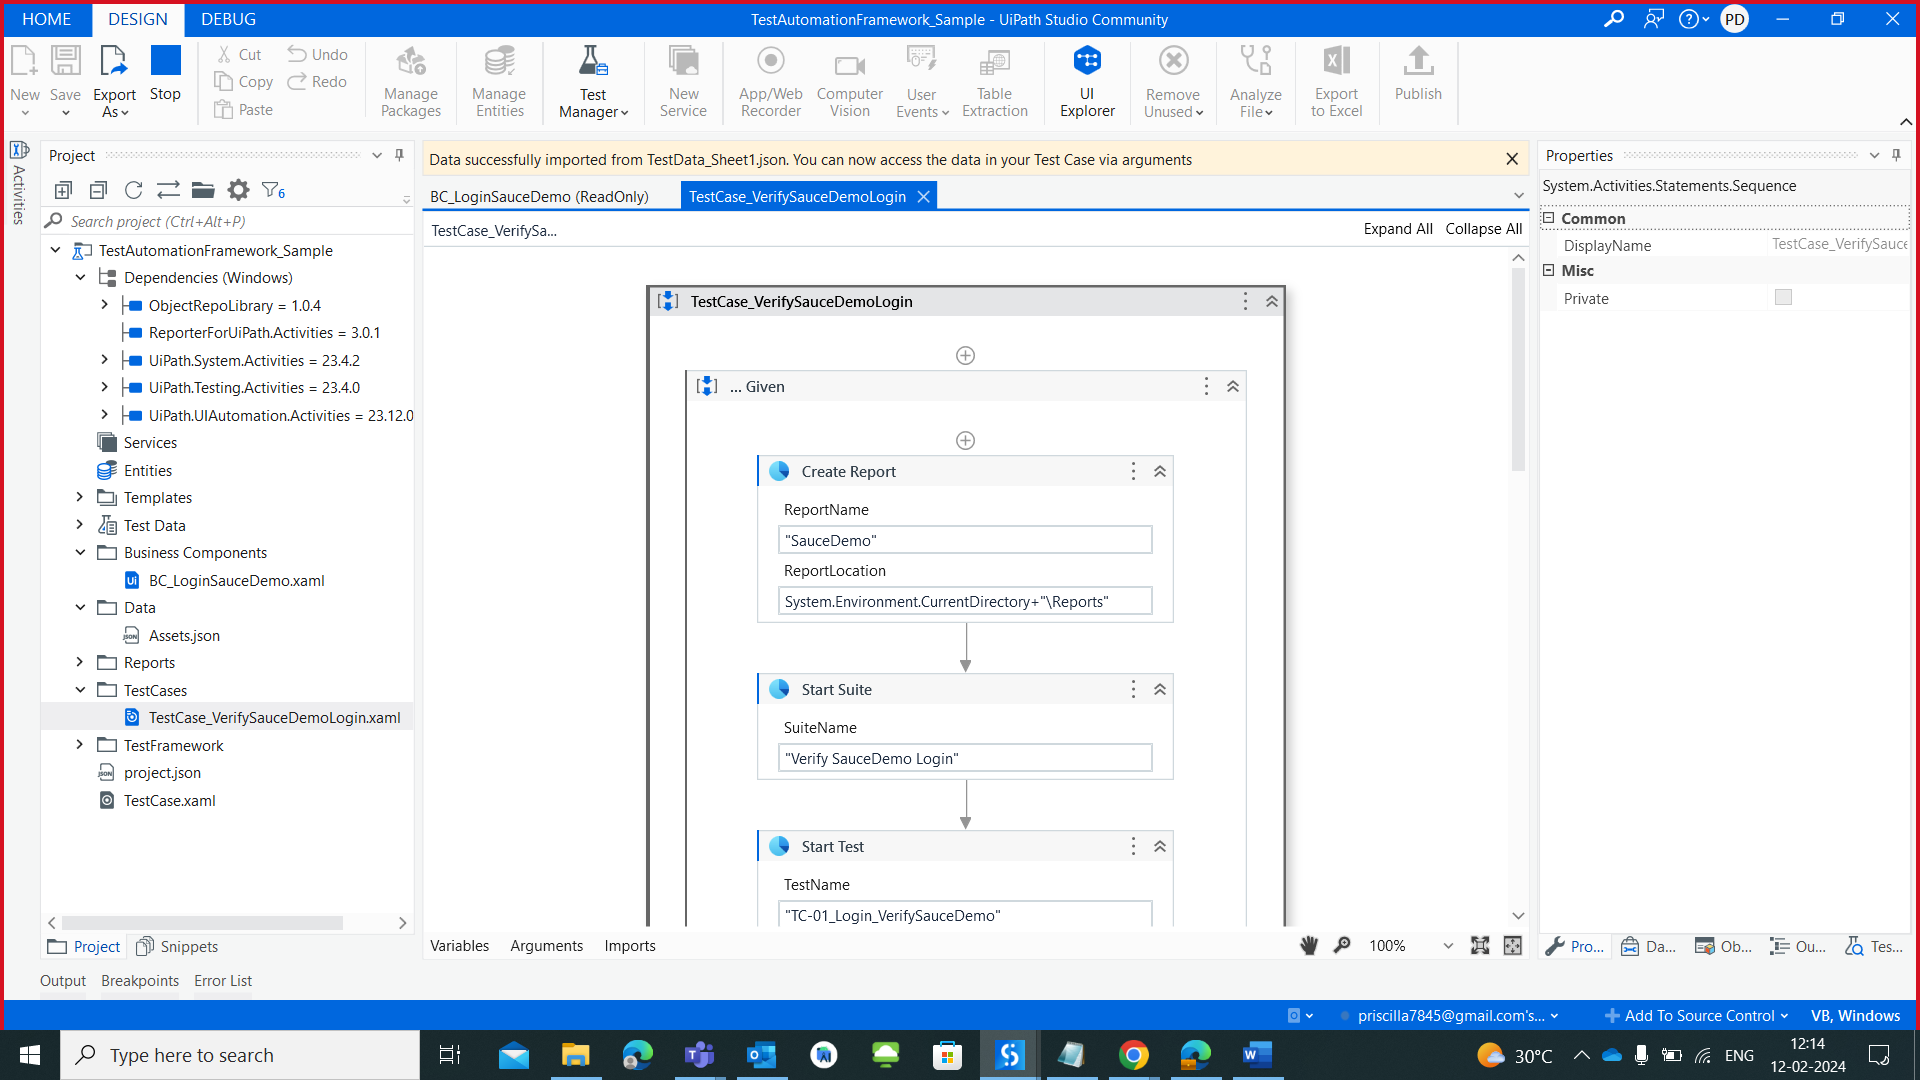 HOME DESIGN DEBUG
TestAutomationFramework_Sample - UiPath Studio Community
PD
New Save Export As Stop
Cut Copy Paste
Undo Redo
Manage Packages
Manage Entities
Test Manager
New Service
App/Web Recorder
Computer Vision
User Events
Table Extraction
UI Explorer
Remove Unused
Analyze File
Export to Excel
Publish
Activities
Project
6
Search project (Ctrl+Alt+P)
TestAutomationFramework_Sample
Dependencies (Windows)
ObjectRepoLibrary = 1.0.4
ReporterForUiPath.Activities = 3.0.1
UiPath.System.Activities = 23.4.2
UiPath.Testing.Activities = 23.4.0
UiPath.UIAutomation.Activities = 23.12.0
Services
Entities
Templates
Test Data
Business Components
BC_LoginSauceDemo.xaml
Data
Assets.json
Reports
TestCases
TestCase_VerifySauceDemoLogin.xaml
TestFramework
project.json
TestCase.xaml
Project Snippets
Data successfully imported from TestData_Sheet1.json. You can now access the data in your Test Case via arguments
BC_LoginSauceDemo (ReadOnly) TestCase_VerifySauceDemoLogin
TestCase_VerifySa... Expand All Collapse All
TestCase_VerifySauceDemoLogin
... Given
Create Report
ReportName
"SauceDemo"
ReportLocation
System.Environment.CurrentDirectory+"\Reports"
Start Suite
SuiteName
"Verify SauceDemo Login"
Start Test
TestName
"TC-01_Login_VerifySauceDemo"
Variables Arguments Imports 100%
Properties
System.Activities.Statements.Sequence
Common
DisplayName TestCase_VerifySauce
Misc
Private
Pro... Da... Ob... Ou... Tes...
Output Breakpoints Error List
priscilla7845@gmail.com's... Add To Source Control VB, Windows
Type here to search
30°C ENG 12:14
12-02-2024